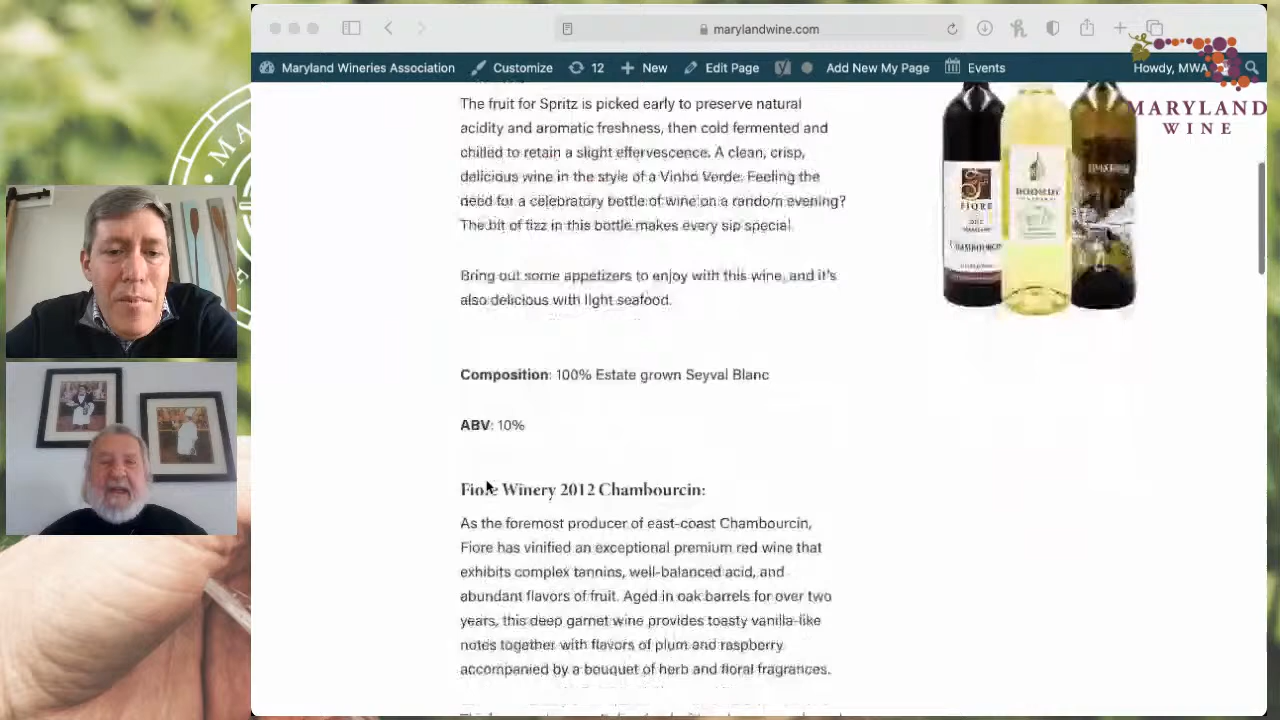 marylandwine.com
Maryland Wineries Association
Customize
12
New
Edit Page
Add New My Page
Events
Howdy, MWA
MARYLAND
WINE
The fruit for Spritz is picked early to preserve natural
acidity and aromatic freshness, then cold fermented and
chilled to retain a slight effervescence. A clean, crisp,
delicious wine in the style of a Vinho Verde. Feeling the
need for a celebratory bottle of wine on a random evening?
The bit of fizz in this bottle makes every sip special.
Bring out some appetizers to enjoy with this wine, and it's
also delicious with light seafood.
Composition: 100% Estate grown Seyval Blanc
ABV: 10%
Fiore Winery 2012 Chambourcin:
As the foremost producer of east-coast Chambourcin,
Fiore has vinified an exceptional premium red wine that
exhibits complex tannins, well-balanced acid, and
abundant flavors of fruit. Aged in oak barrels for over two
years, this deep garnet wine provides toasty vanilla-like
notes together with flavors of plum and raspberry
accompanied by a bouquet of herb and floral fragrances.
FIORE
CHAMBOURCIN
BOORDY